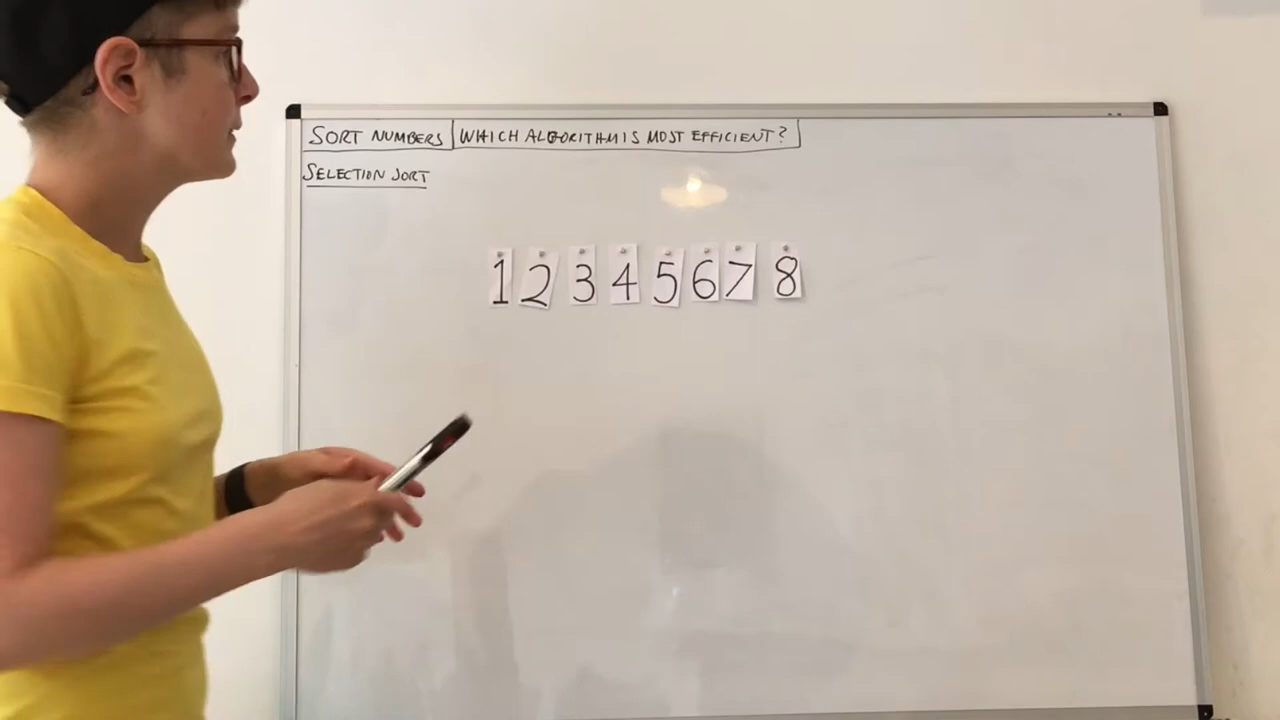 SORT NUMBERS WHICH ALGORITHM IS MOST EFFICIENT?
SELECTION SORT
1 2 3 4 5 6 7 8